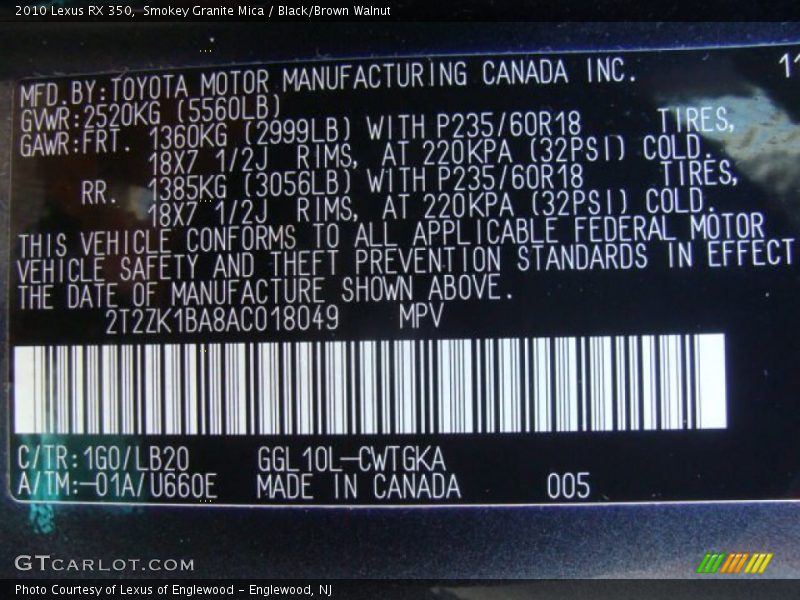 2010 Lexus RX 350, Smokey Granite Mica / Black/Brown Walnut
MFD.BY:TOYOTA MOTOR MANUFACTURING CANADA INC. 11
GVWR:2520KG (5560LB)
GAWR:FRT. 1360KG (2999LB) WITH P235/60R18 TIRES,
18X7 1/2J RIMS, AT 220KPA (32PSI) COLD.
RR. 1385KG (3056LB) WITH P235/60R18 TIRES,
18X7 1/2J RIMS, AT 220KPA (32PSI) COLD.
THIS VEHICLE CONFORMS TO ALL APPLICABLE FEDERAL MOTOR
VEHICLE SAFETY AND THEFT PREVENTION STANDARDS IN EFFECT
THE DATE OF MANUFACTURE SHOWN ABOVE.
2T2ZK1BA8AC018049 MPV
C/TR:1G0/LB20 GGL10L-CWTGKA
A/TM:-01A/U660E MADE IN CANADA 005
GTCARLOT.COM
Photo Courtesy of Lexus of Englewood - Englewood, NJ